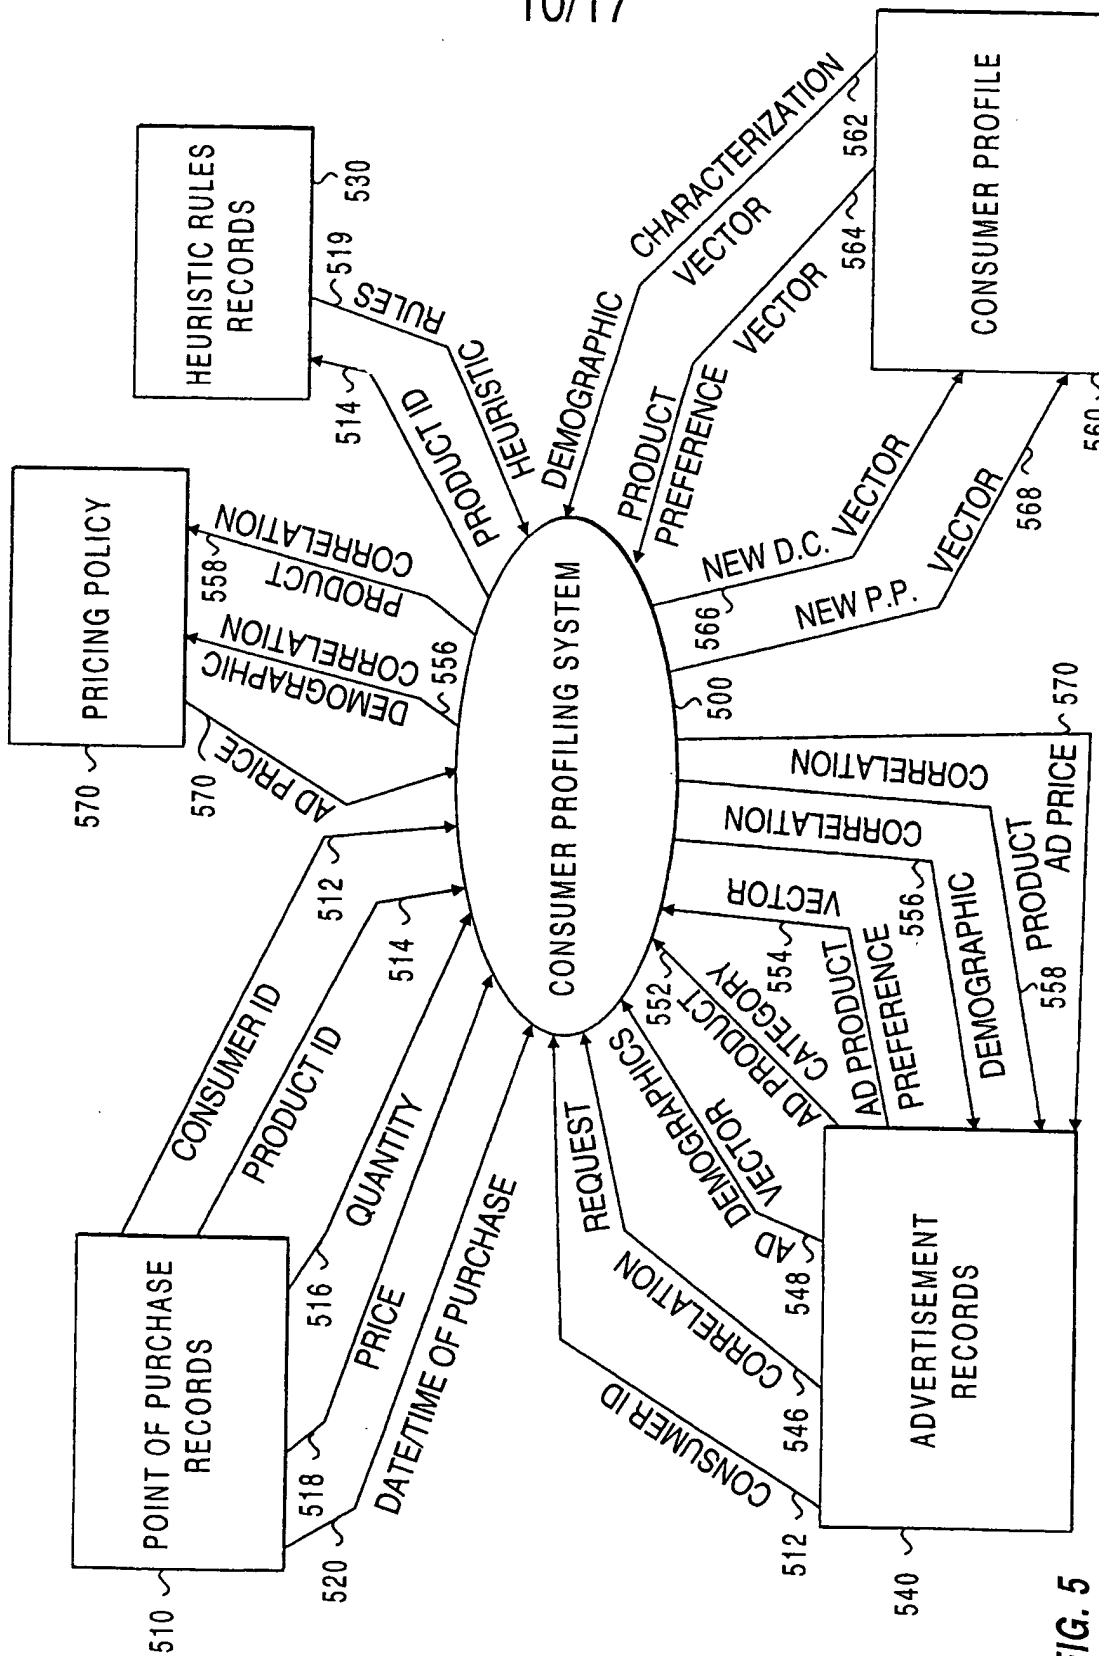 10/17
POINT OF PURCHASE
RECORDS
510
CONSUMER ID
512
PRODUCT ID
514
QUANTITY
516
PRICE
518
DATE/TIME OF PURCHASE
520
PRICING POLICY
570
AD PRICE
570
DEMOGRAPHIC
CORRELATION
556
PRODUCT
CORRELATION
558
HEURISTIC RULES
RECORDS
530
PRODUCT ID
514
HEURISTIC
RULES
519
CONSUMER PROFILING SYSTEM
500
DEMOGRAPHIC
CHARACTERIZATION
VECTOR
562
PRODUCT
PREFERENCE
VECTOR
564
NEW D.C.
VECTOR
566
NEW P.P.
VECTOR
568
CONSUMER PROFILE
560
ADVERTISEMENT
RECORDS
540
CONSUMER ID
512
CORRELATION
REQUEST
546
AD
DEMOGRAPHICS
VECTOR
548
AD PRODUCT
CATEGORY
552
AD PRODUCT
PREFERENCE
VECTOR
554
DEMOGRAPHIC
CORRELATION
556
PRODUCT
CORRELATION
558
AD PRICE
570
FIG. 5